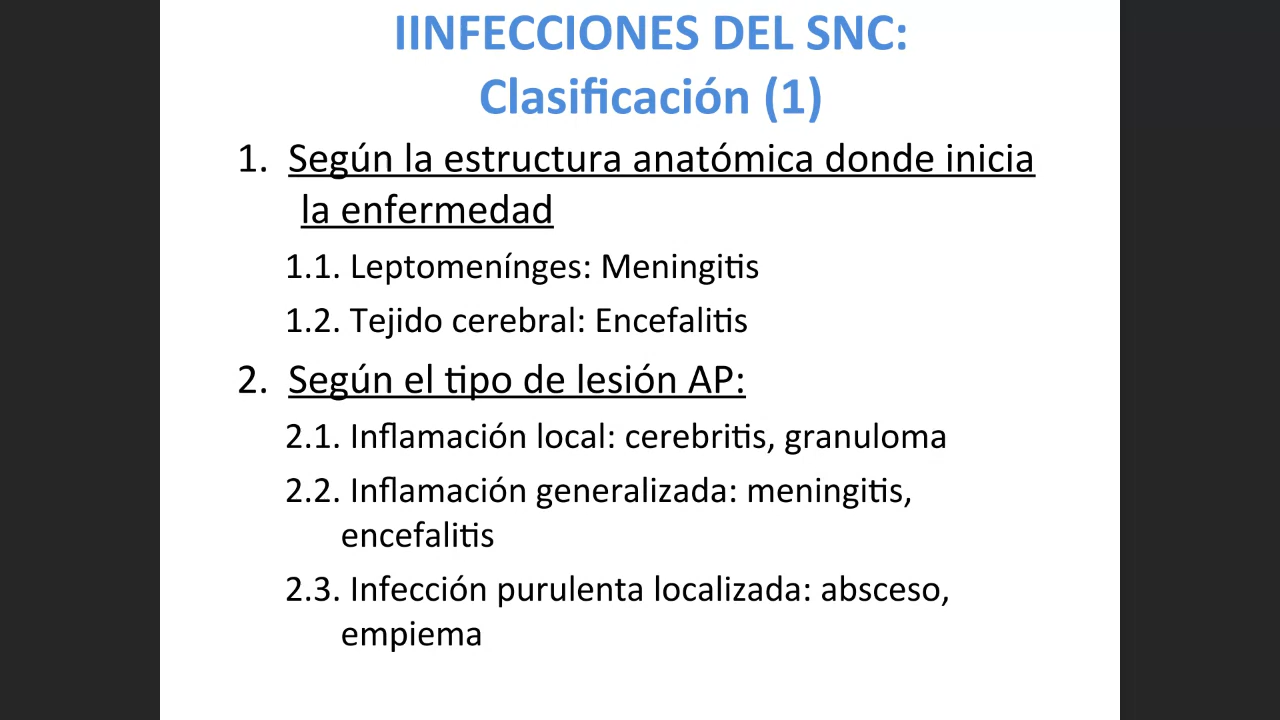 IINFECCIONES DEL SNC:
Clasificación (1)
1. Según la estructura anatómica donde inicia
la enfermedad
1.1. Leptomenínges: Meningitis
1.2. Tejido cerebral: Encefalitis
2. Según el tipo de lesión AP:
2.1. Inflamación local: cerebritis, granuloma
2.2. Inflamación generalizada: meningitis,
encefalitis
2.3. Infección purulenta localizada: absceso,
empiema